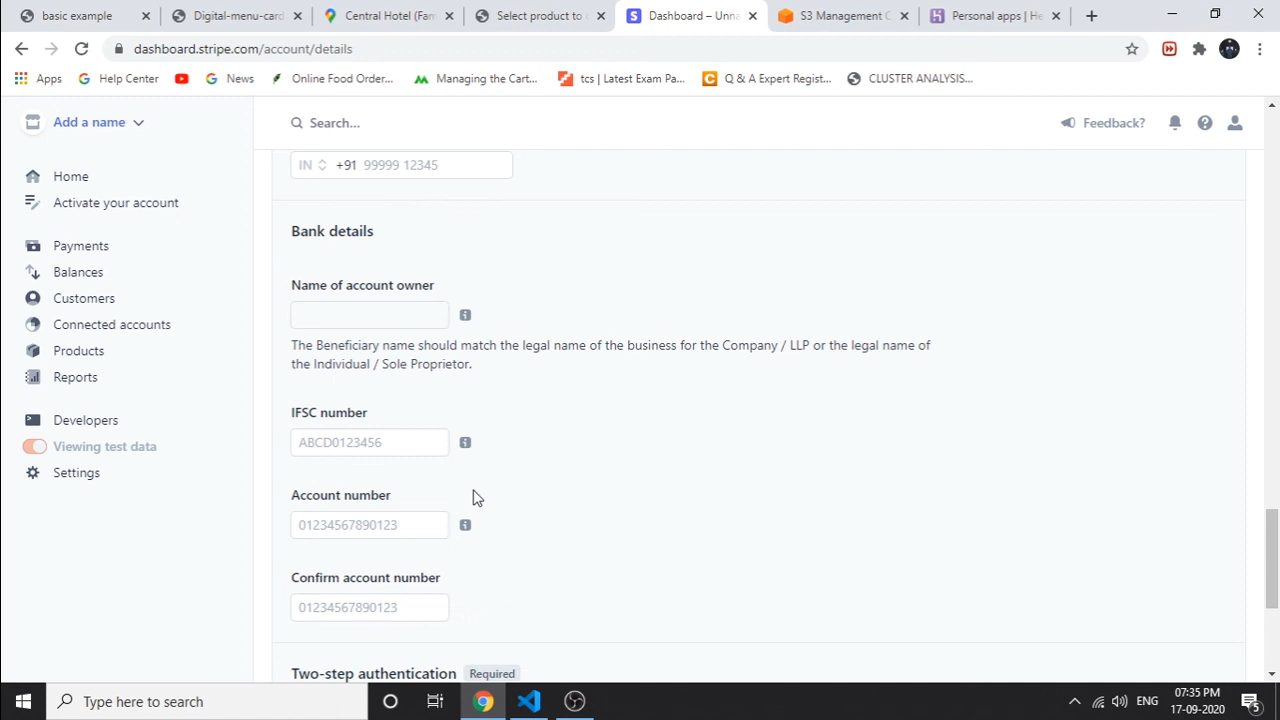 basic example
Digital-menu-card
Central Hotel (Fam
Select product to
Dashboard – Unna
S3 Management C
Personal apps | He
dashboard.stripe.com/account/details
Apps
Help Center
News
Online Food Order...
Managing the Cart...
tcs | Latest Exam Pa...
Q & A Expert Regist...
CLUSTER ANALYSIS...
Add a name
Search...
Feedback?
Home
Activate your account
Payments
Balances
Customers
Connected accounts
Products
Reports
Developers
Viewing test data
Settings
IN +91 99999 12345
Bank details
Name of account owner
The Beneficiary name should match the legal name of the business for the Company / LLP or the legal name of
the Individual / Sole Proprietor.
IFSC number
ABCD0123456
Account number
01234567890123
Confirm account number
01234567890123
Two-step authentication Required
Type here to search
ENG
07:35 PM
17-09-2020
5